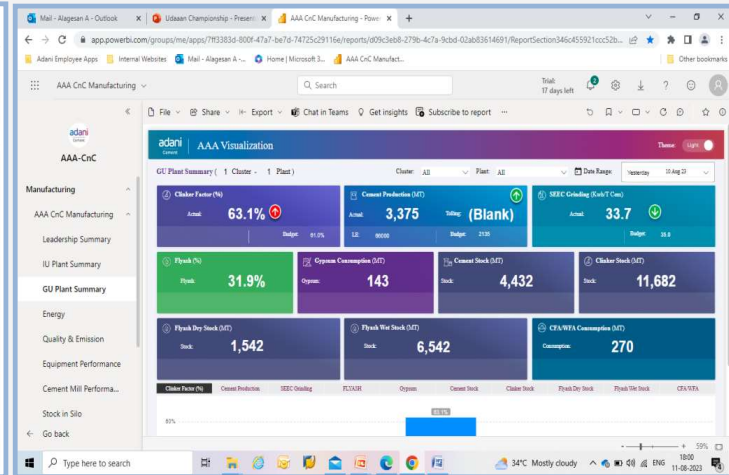 Mail - Alagesan A - Outlook
Udaaan Championship - Present
AAA CnC Manufacturing - Power
app.powerbi.com/groups/me/apps/7ff3383d-800f-47a7-be7d-74725c29116e/reports/d09c3eb8-279b-4c7a-9cbd-02ab83614691/ReportSection346c455921ccc52b...
Adani Employee Apps
Internal Websites
Mail - Alagesan A -...
Home | Microsoft 3...
AAA CnC Manufact...
Other bookmarks
AAA CnC Manufacturing
Search
Trial:
17 days left
2
A
File
Share
Export
Chat in Teams
Get insights
Subscribe to report
adani
Cement
AAA-CnC
Manufacturing
AAA CnC Manufacturing
Leadership Summary
IU Plant Summary
GU Plant Summary
Energy
Quality & Emission
Equipment Performance
Cement Mill Performa...
Stock in Silo
Go back
adani
Cement
AAA Visualization
Theme: Light
GU Plant Summary ( 1 Cluster - 1 Plant )
Cluster: All
Plant: All
Date Range: Yesterday 10 Aug 23
Clinker Factor (%)
Actual: 63.1%
Budget: 61.0%
Cement Production (MT)
Actual: 3,375 Tolling: (Blank)
LE: 80000 Budget: 2135
SEEC Grinding (Kwh/T Cem)
Actual: 33.7
Budget: 35.8
Flyash (%)
Flyash: 31.9%
Gypsum Consumption (MT)
Gypsum: 143
Cement Stock (MT)
Stock: 4,432
Clinker Stock (MT)
Stock: 11,682
Flyash Dry Stock (MT)
Stock: 1,542
Flyash Wet Stock (MT)
Stock: 6,542
CFA/WFA Consumption (MT)
Consumption: 270
Clinker Factor (%) Cement Production SEEC Grinding FLYASH Gypsum Cement Stock Clinker Stock Flyash Dry Stock Flyash Wet Stock CFA/WFA
63.1%
59%
Type here to search
34°C Mostly cloudy
ENG
18:00
11-08-2023